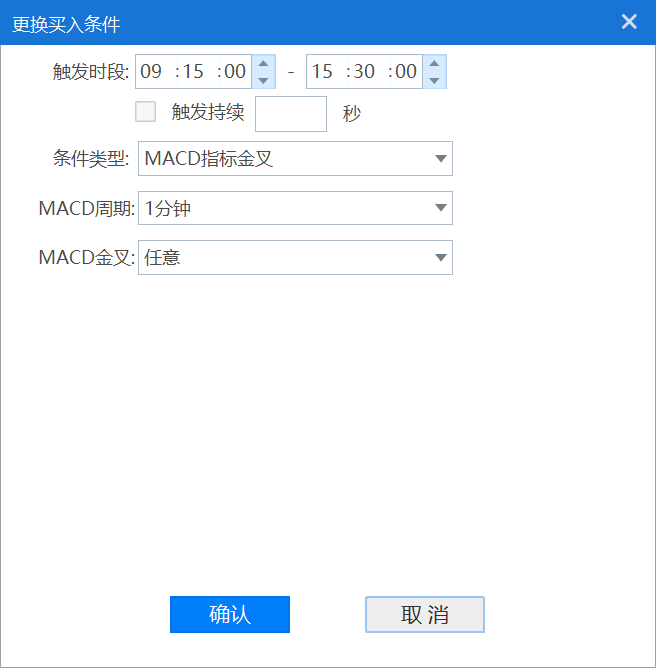 更换买入条件
触发时段: 09 :15 :00 - 15 :30 :00
触发持续 秒
条件类型: MACD指标金叉
MACD周期: 1分钟
MACD金叉: 任意
确认 取 消